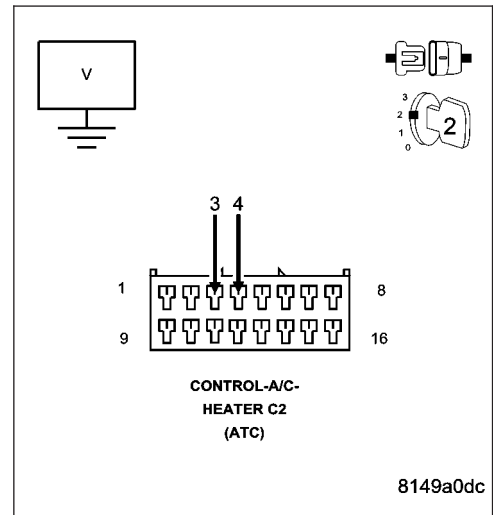 V
3
2
1
0
2
3 4
1 8
9 16
CONTROL-A/C-
HEATER C2
(ATC)
8149a0dc